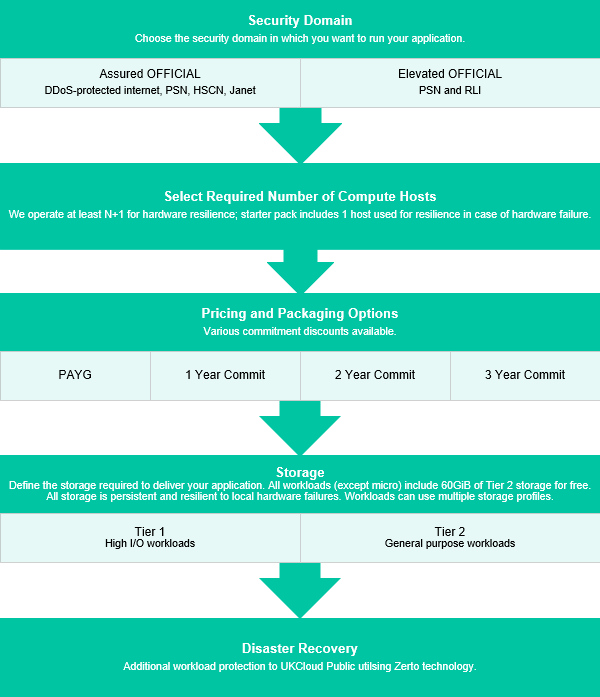 Security Domain
Choose the security domain in which you want to run your application.
Assured OFFICIAL
DDoS-protected internet, PSN, HSCN, Janet
Elevated OFFICIAL
PSN and RLI
Select Required Number of Compute Hosts
We operate at least N+1 for hardware resilience; starter pack includes 1 host used for resilience in case of hardware failure.
Pricing and Packaging Options
Various commitment discounts available.
PAYG
1 Year Commit
2 Year Commit
3 Year Commit
Storage
Define the storage required to deliver your application. All workloads (except micro) include 60GiB of Tier 2 storage for free.
All storage is persistent and resilient to local hardware failures. Workloads can use multiple storage profiles.
Tier 1
High I/O workloads
Tier 2
General purpose workloads
Disaster Recovery
Additional workload protection to UKCloud Public utilsing Zerto technology.